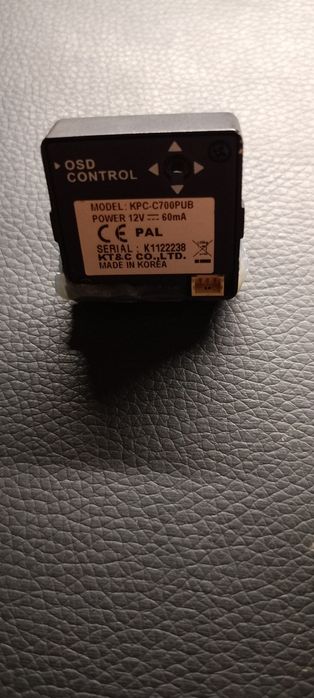 OSD
CONTROL
MODEL: KPC-C700PUB
POWER 12V 60mA
CE PAL
SERIAL : K1122238
KT&C CO.,LTD.
MADE IN KOREA